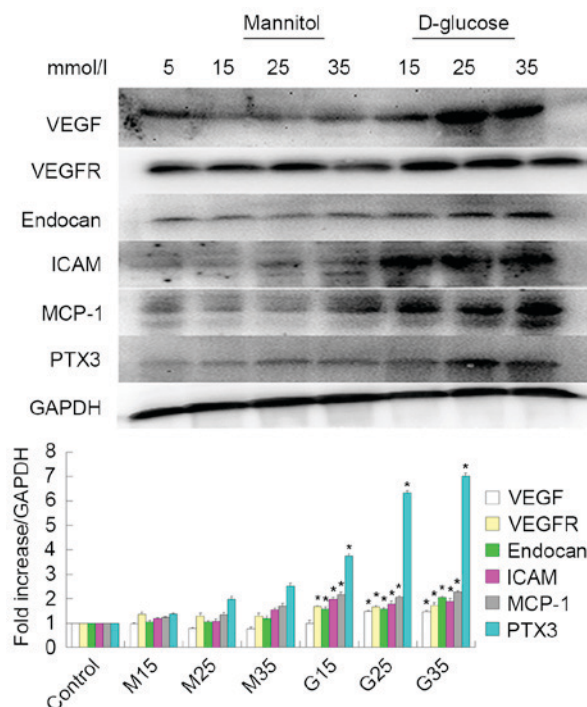 Mannitol D-glucose
mmol/l 5 15 25 35 15 25 35
VEGF
VEGFR
Endocan
ICAM
MCP-1
PTX3
GAPDH
Fold increase/GAPDH
8
7
6
5
4
3
2
1
0
* 
* * * * *
* * * * * *
* * * * * *
VEGF
VEGFR
Endocan
ICAM
MCP-1
PTX3
Control M15 M25 M35 G15 G25 G35